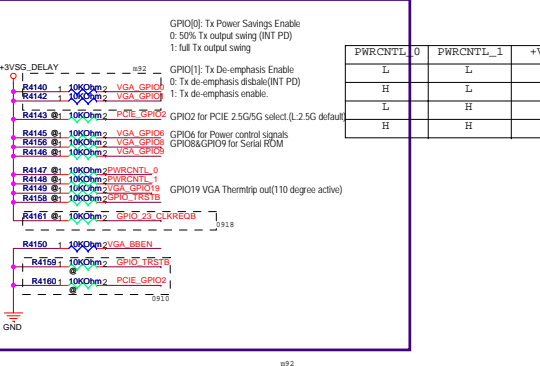 GPIO[0]: Tx Power Savings Enable
0: 50% Tx output swing (INT PD)
1: full Tx output swing
PWRCNTL_0 PWRCNTL_1
L L
H L
L H
H H
+3VSG_DELAY
m92
GPIO[1]: Tx De-emphasis Enable
0: Tx de-emphasis disbale(INT PD)
1: Tx de-emphasis enable.
R4140 1 10KOhm 2 VGA_GPIO0
R4142 1 10KOhm 2 VGA_GPIO1
R4143 @ 1 10KOhm 2 PCIE_GPIO2 GPIO2 for PCIE 2.5G/5G select.(L:2.5G default)
R4145 @ 1 10KOhm 2 VGA_GPIO6 GPIO6 for Power control signals
R4156 @ 1 10KOhm 2 VGA_GPIO8 GPIO8&GPIO9 for Serial ROM
R4146 @ 1 10KOhm 2 VGA_GPIO9
R4147 @ 1 10KOhm 2 PWRCNTL_0
R4148 @ 1 10KOhm 2 PWRCNTL_1
R4149 @ 1 10KOhm 2 VGA_GPIO19 GPIO19 VGA Thermtrip out(110 degree active)
R4158 @ 1 10KOhm 2 GPIO_TRSTB
R4161 @ 1 10KOhm 2 GPIO_23_CLKREQB
0918
R4150 1 10KOhm 2 VGA_BBEN
R4159 1 10KOhm 2 GPIO_TRSTB
@
R4160 1 10KOhm 2 PCIE_GPIO2
@
0910
GND
m92